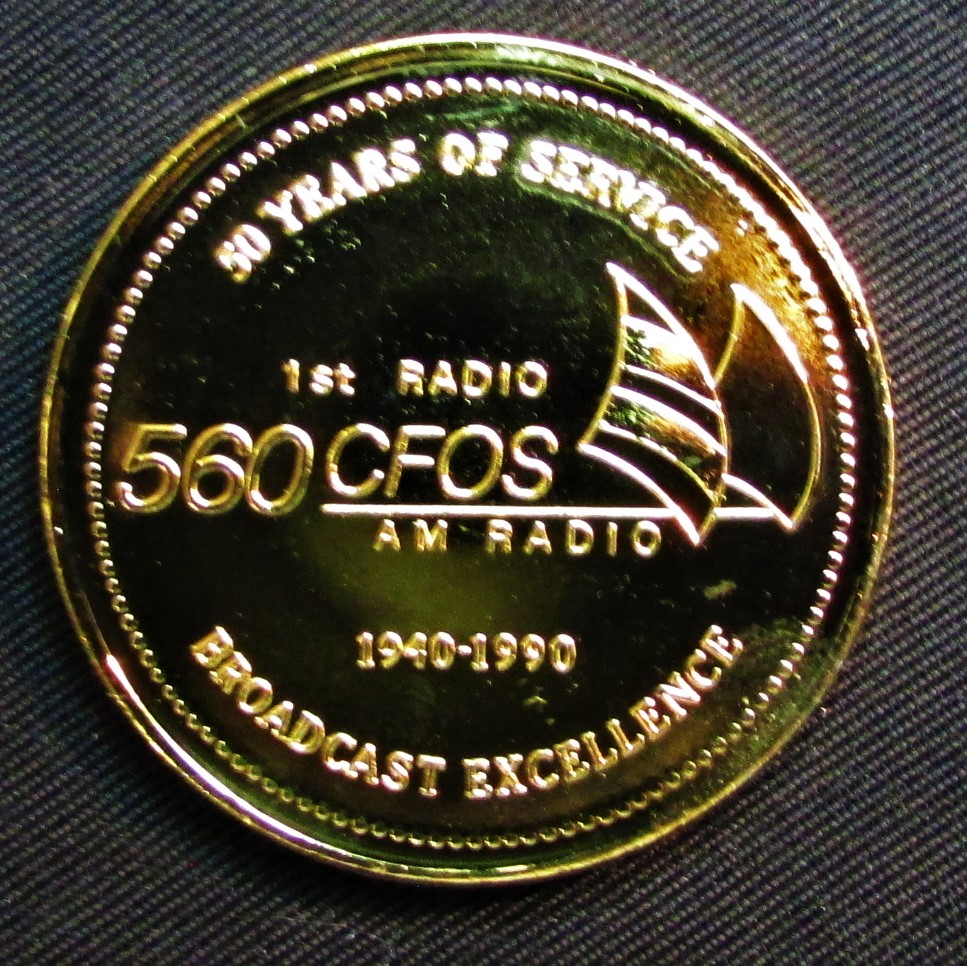 50 YEARS OF SERVICE
1st RADIO
560 CFOS
AM RADIO
1940-1990
BROADCAST EXCELLENCE